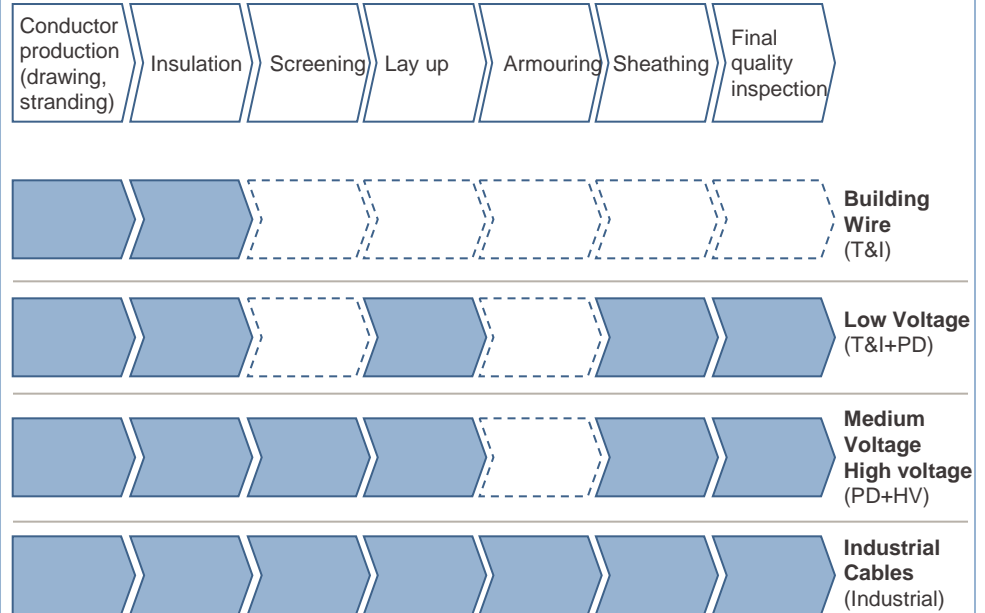 Conductor
production
(drawing,
stranding)
Insulation
Screening
Lay up
Armouring
Sheathing
Final
quality
inspection
Building
Wire
(T&I)
Low Voltage
(T&I+PD)
Medium
Voltage
High voltage
(PD+HV)
Industrial
Cables
(Industrial)